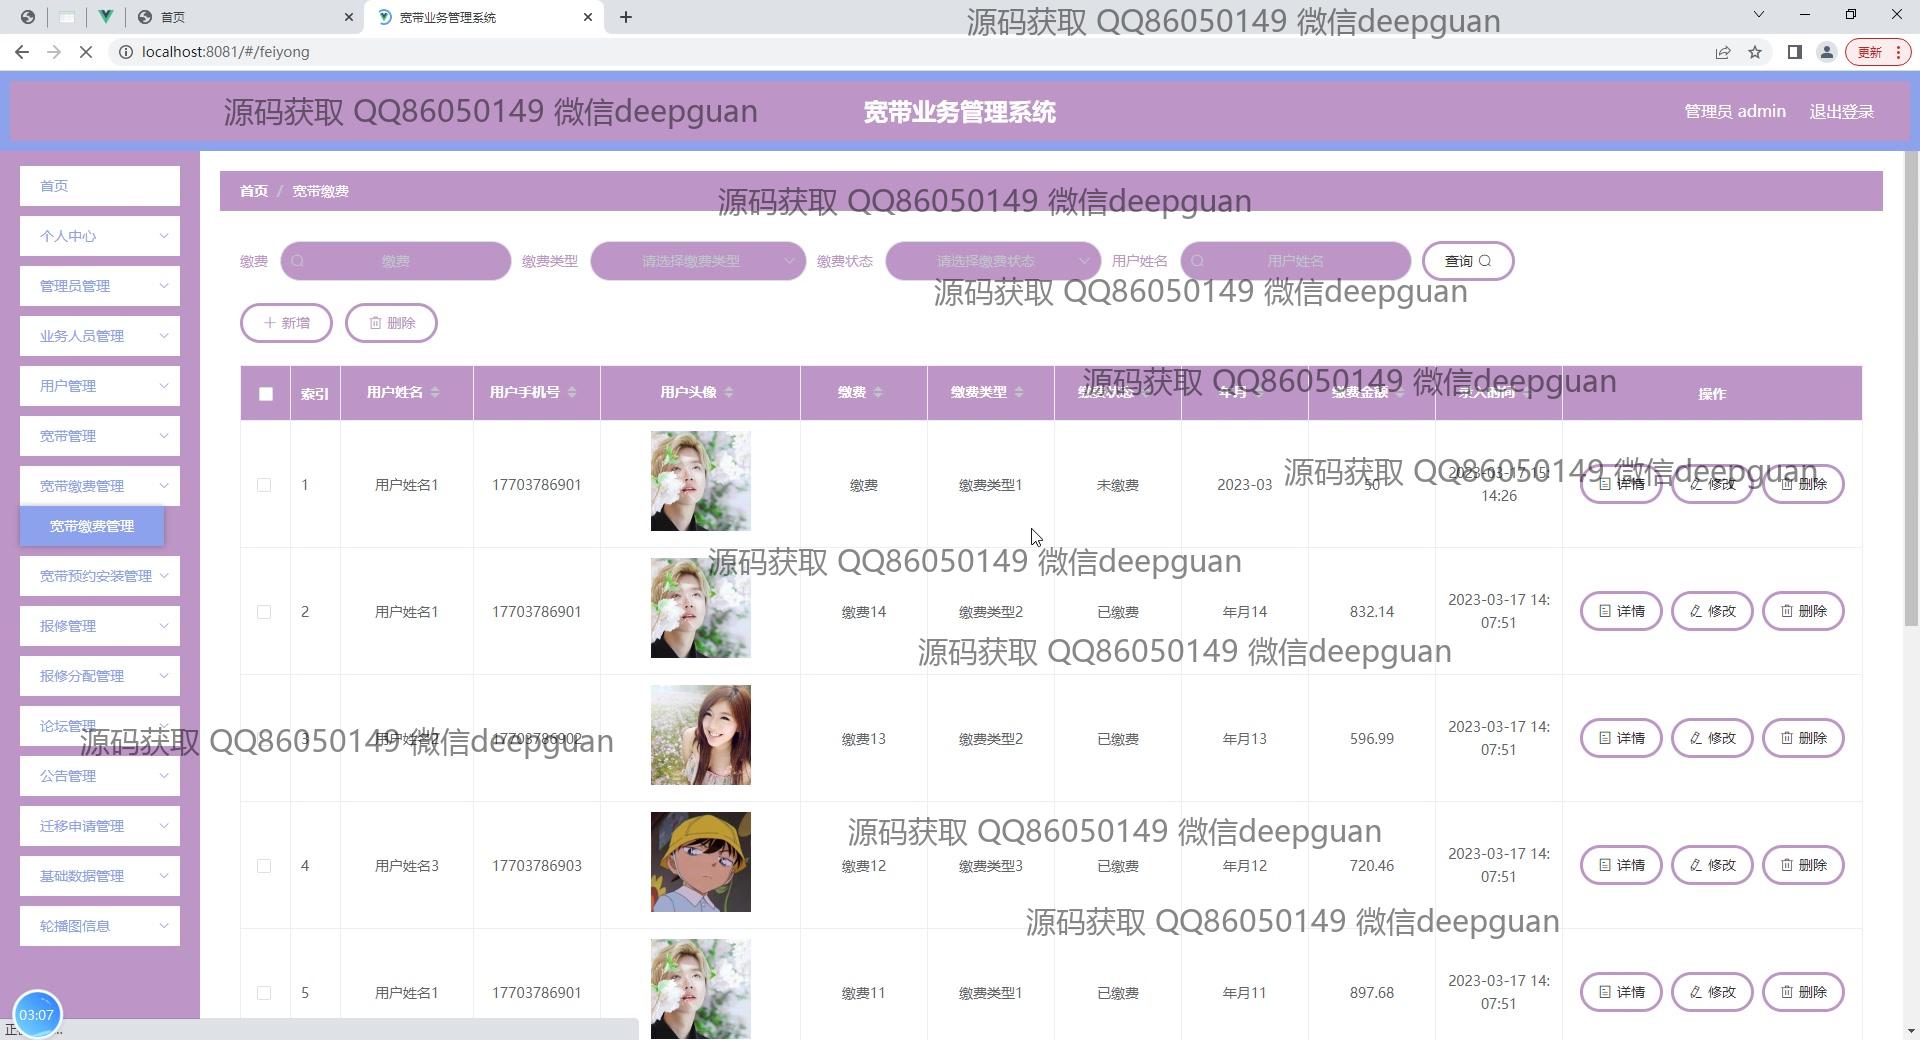 首页
宽带业务管理系统
源码获取 QQ86050149 微信deepguan
localhost:8081/#/feiyong
更新
源码获取 QQ86050149 微信deepguan
宽带业务管理系统
管理员 admin
退出登录
首页
个人中心
管理员管理
业务人员管理
用户管理
宽带管理
宽带缴费管理
宽带缴费管理
宽带预约安装管理
报修管理
报修分配管理
论坛管理
公告管理
迁移申请管理
基础数据管理
轮播图信息
03:07
首页 / 宽带缴费
源码获取 QQ86050149 微信deepguan
缴费 缴费 缴费类型 请选择缴费类型 缴费状态 请选择缴费状态 用户姓名 用户姓名 查询
源码获取 QQ86050149 微信deepguan
新增 删除
索引 用户姓名 用户手机号 用户头像 缴费 缴费类型 缴费状态 年月 缴费金额 录入时间 操作
源码获取 QQ86050149 微信deepguan
1 用户姓名1 17703786901 缴费 缴费类型1 未缴费 2023-03 50 2023-03-17 15:14:26 详情 修改 删除
源码获取 QQ86050149 微信deepguan
源码获取 QQ86050149 微信deepguan
2 用户姓名1 17703786901 缴费14 缴费类型2 已缴费 年月14 832.14 2023-03-17 14:07:51 详情 修改 删除
源码获取 QQ86050149 微信deepguan
3 用户姓名2 17703786902 缴费13 缴费类型2 已缴费 年月13 596.99 2023-03-17 14:07:51 详情 修改 删除
源码获取 QQ86050149 微信deepguan
源码获取 QQ86050149 微信deepguan
4 用户姓名3 17703786903 缴费12 缴费类型3 已缴费 年月12 720.46 2023-03-17 14:07:51 详情 修改 删除
源码获取 QQ86050149 微信deepguan
5 用户姓名1 17703786901 缴费11 缴费类型1 已缴费 年月11 897.68 2023-03-17 14:07:51 详情 修改 删除